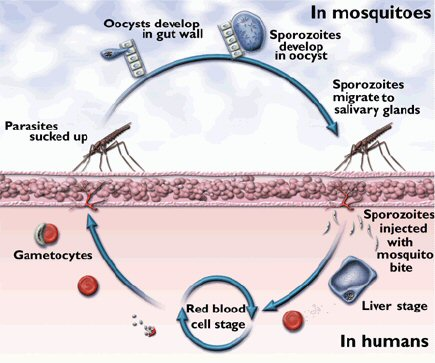 In mosquitoes
Oocysts develop
in gut wall
Sporozoites
develop
in oocyst
Sporozoites
migrate to
salivary glands
Parasites
sucked up
Sporozoites
injected
with
mosquito
bite
Gametocytes
Liver stage
Red blood
cell stage
In humans